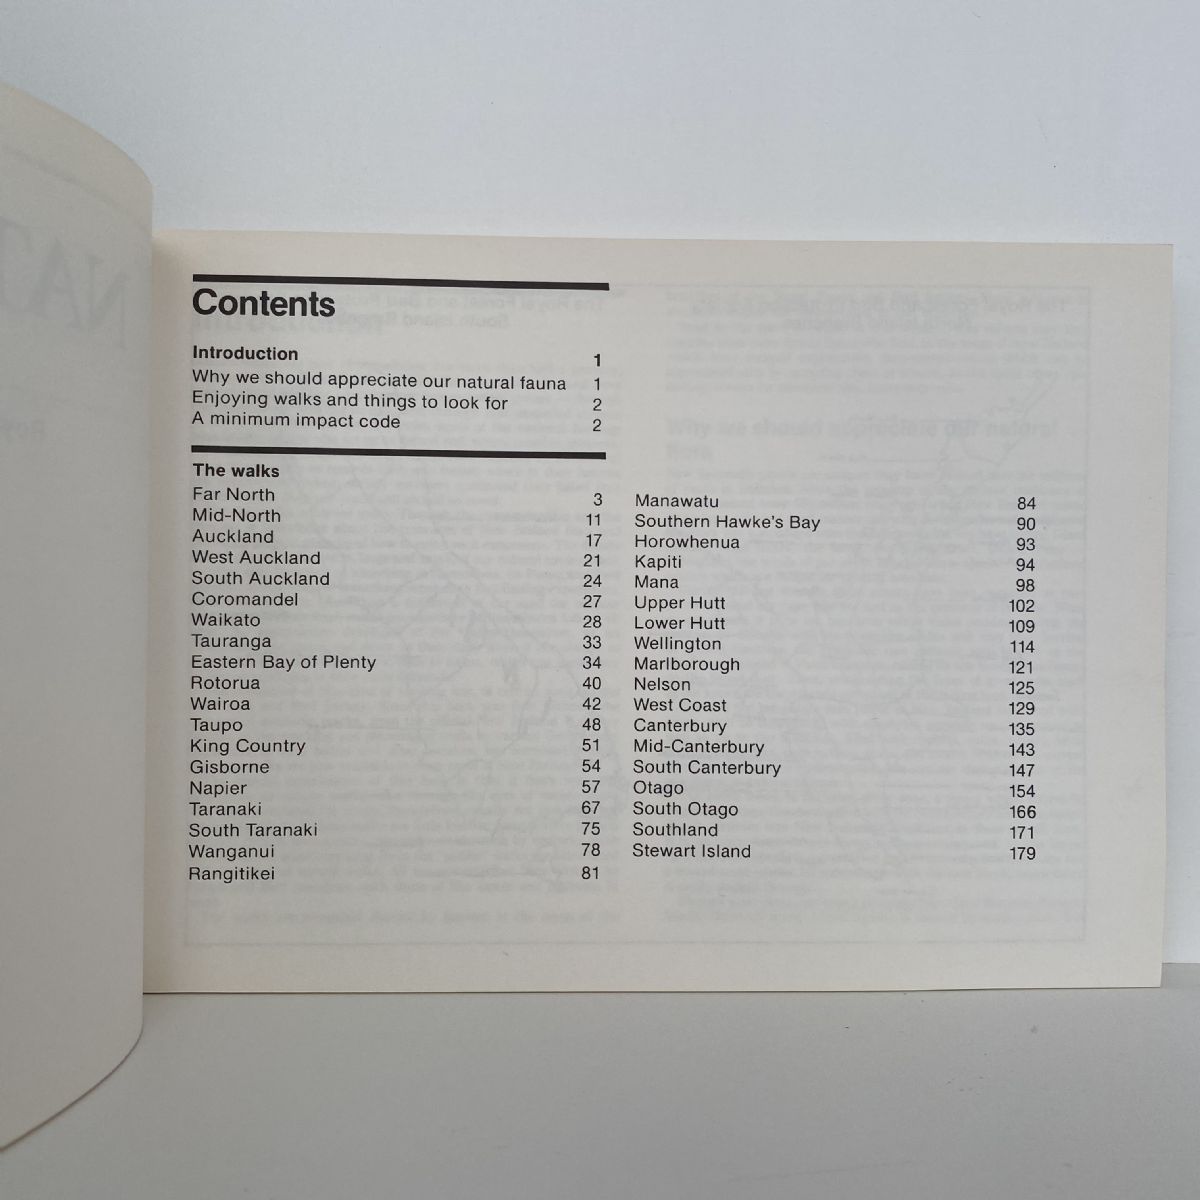 Contents
Introduction 1
Why we should appreciate our natural fauna 1
Enjoying walks and things to look for 2
A minimum impact code 2
The walks
Far North 3
Mid-North 11
Auckland 17
West Auckland 21
South Auckland 24
Coromandel 27
Waikato 28
Tauranga 33
Eastern Bay of Plenty 34
Rotorua 40
Wairoa 42
Taupo 48
King Country 51
Gisborne 54
Napier 57
Taranaki 67
South Taranaki 75
Wanganui 78
Rangitikei 81
Manawatu 84
Southern Hawke's Bay 90
Horowhenua 93
Kapiti 94
Mana 98
Upper Hutt 102
Lower Hutt 109
Wellington 114
Marlborough 121
Nelson 125
West Coast 129
Canterbury 135
Mid-Canterbury 143
South Canterbury 147
Otago 154
South Otago 166
Southland 171
Stewart Island 179